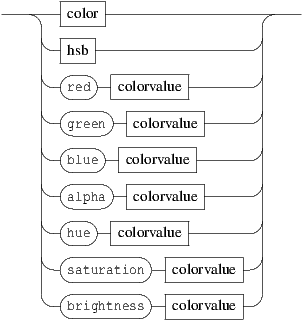 color
hsb
red colorvalue
green colorvalue
blue colorvalue
alpha colorvalue
hue colorvalue
saturation colorvalue
brightness colorvalue